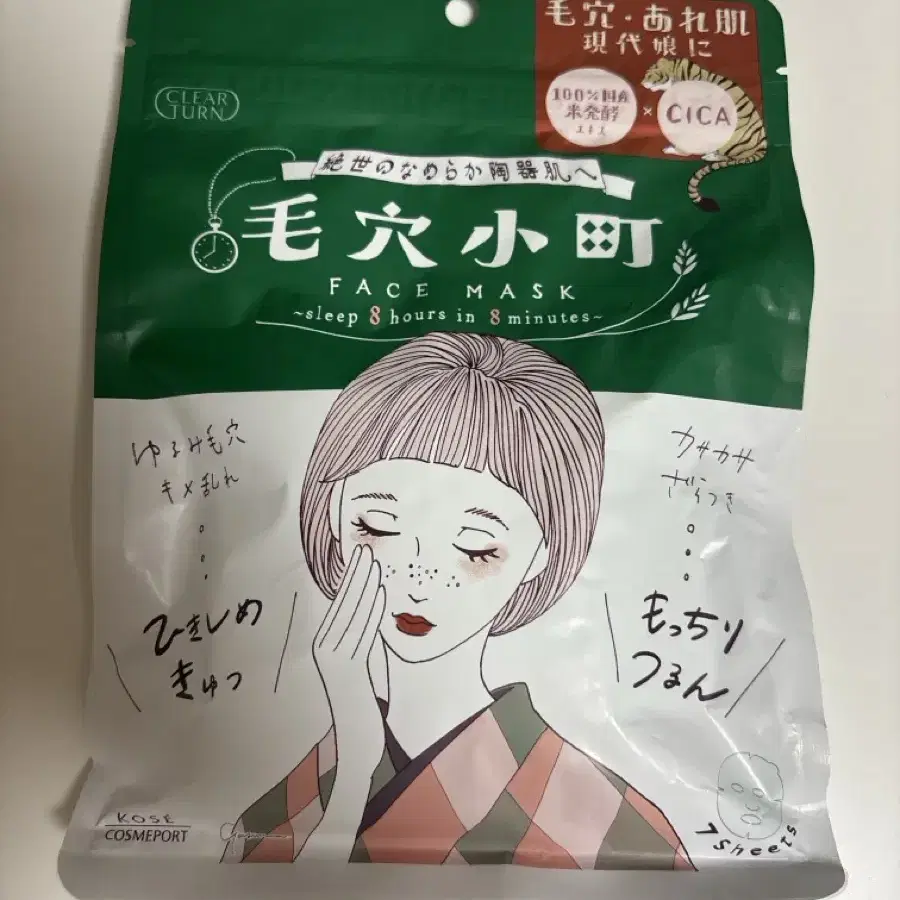 毛穴・あれ肌
現代娘に
100%国産
米発酵
エキス
×
CICA
CLEAR
TURN
絶世のなめらか陶器肌へ
毛穴小町
FACE MASK
~sleep 8 hours in 8 minutes~
ゆるみ毛穴
キメ乱れ
カサカサ
ざらつき
ひきしめ
きゅっ
もっちり
つるん
KOSE
COSMEPORT
7 sheets